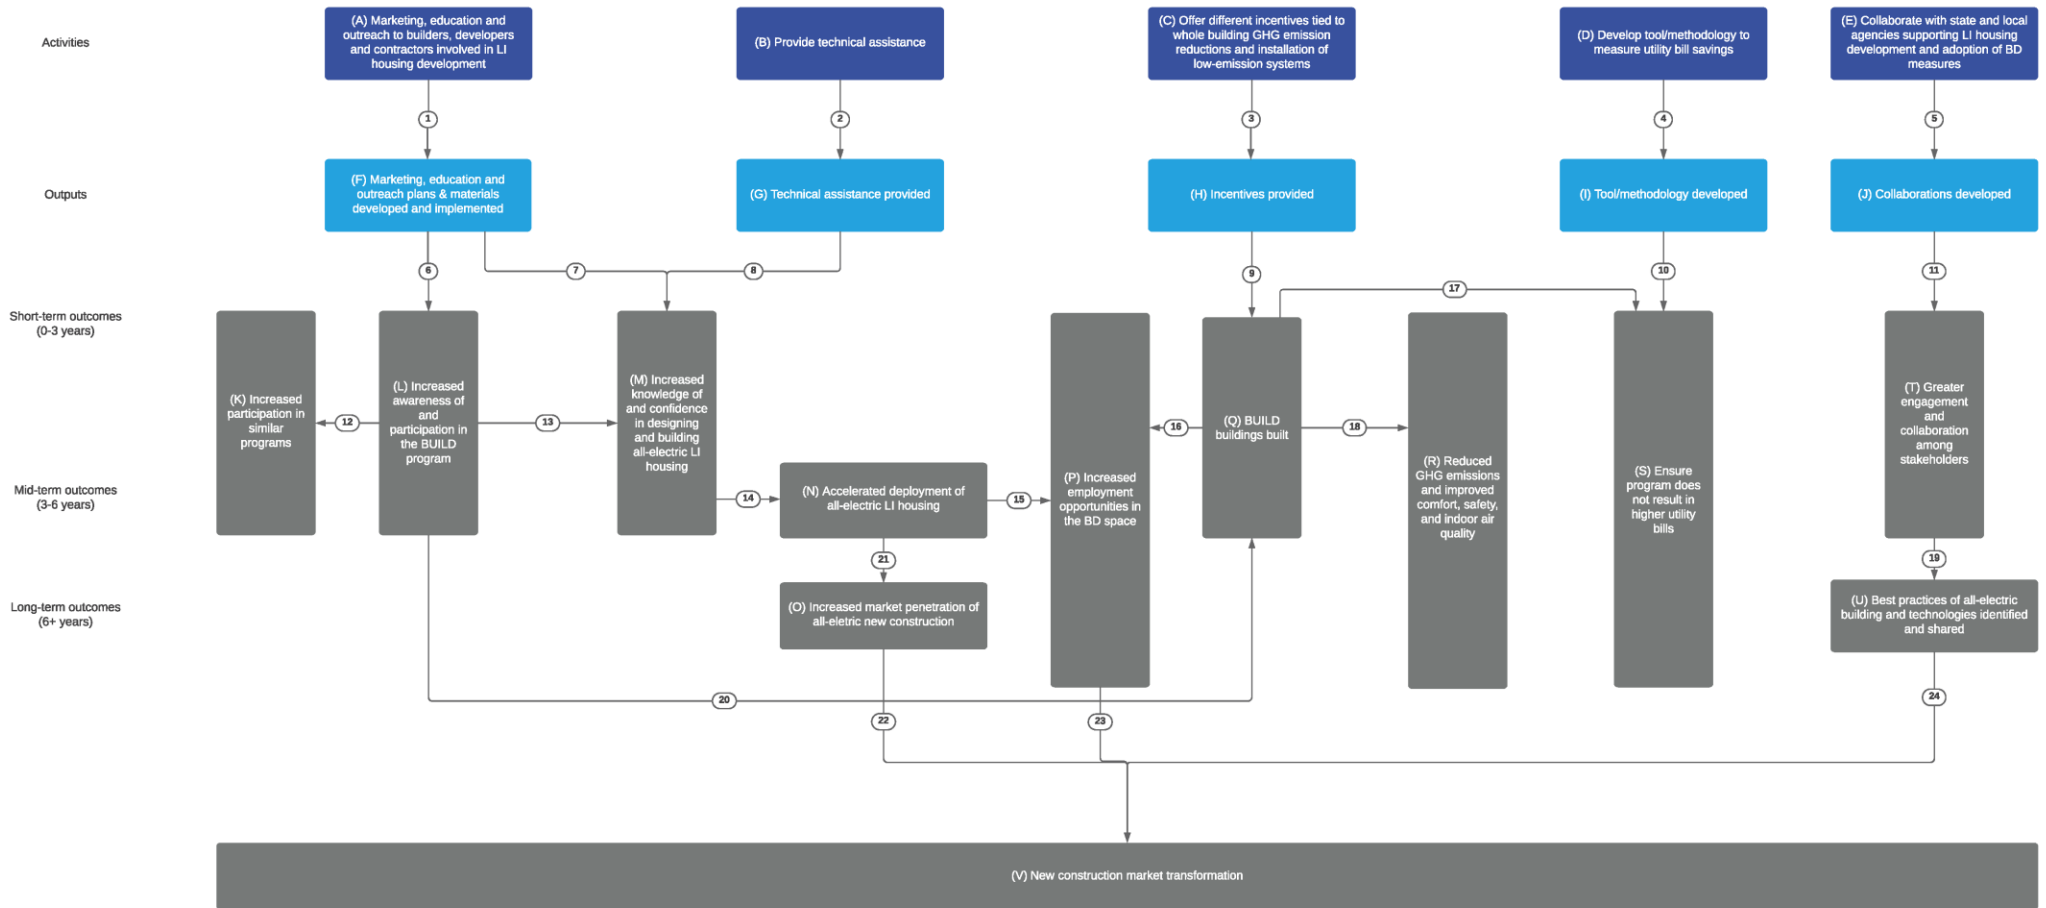 Activities
(A) Marketing, education and
outreach to builders, developers
and contractors involved in LI
housing development
(B) Provide technical assistance
(C) Offer different incentives tied to
whole building GHG emission
reductions and installation of
low-emission systems
(D) Develop tool/methodology to
measure utility bill savings
(E) Collaborate with state and local
agencies supporting LI housing
development and adoption of BD
measures
1
2
3
4
5
Outputs
(F) Marketing, education and
outreach plans & materials
developed and implemented
(G) Technical assistance provided
(H) Incentives provided
(I) Tool/methodology developed
(J) Collaborations developed
6
7
8
9
10
11
17
Short-term outcomes
(0-3 years)
(K) Increased
participation in
similar
programs
12
(L) Increased
awareness of
and
participation in
the BUILD
program
13
(M) Increased
knowledge of
and confidence
in designing
and building
all-electric LI
housing
16
(Q) BUILD
buildings built
18
(T) Greater
engagement
and
collaboration
among
stakeholders
Mid-term outcomes
(3-6 years)
14
(N) Accelerated deployment of
all-electric LI housing
15
(P) Increased
employment
opportunities in
the BD space
(R) Reduced
GHG emissions
and improved
comfort, safety,
and indoor air
quality
(S) Ensure
program does
not result in
higher utility
bills
21
19
Long-term outcomes
(6+ years)
(O) Increased market penetration of
all-eletric new construction
(U) Best practices of all-electric
building and technologies identified
and shared
20
22
23
24
(V) New construction market transformation